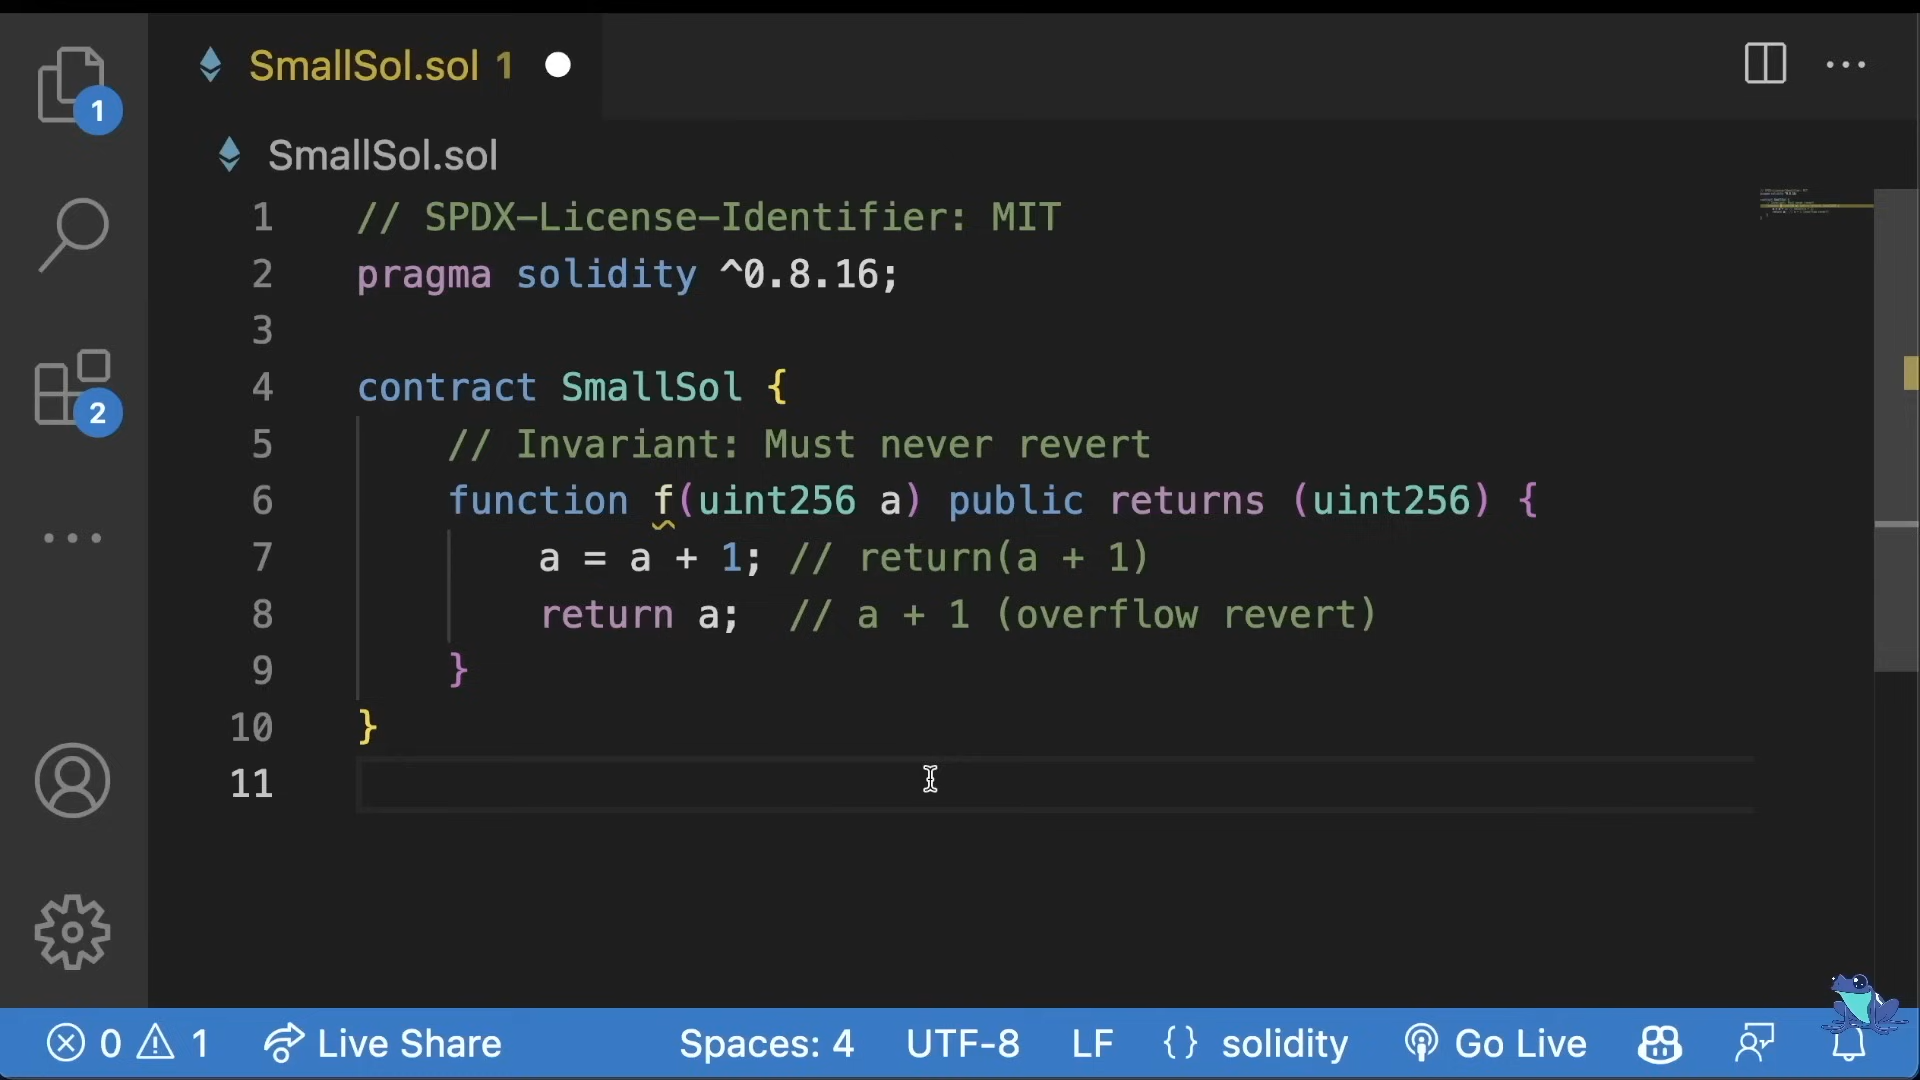 SmallSol.sol 1
1
SmallSol.sol
1 // SPDX-License-Identifier: MIT
2 pragma solidity ^0.8.16;
3
4 contract SmallSol {
5 // Invariant: Must never revert
6 function f(uint256 a) public returns (uint256) {
7 a = a + 1; // return(a + 1)
8 return a; // a + 1 (overflow revert)
9 }
10 }
11
2
0 1 Live Share Spaces: 4 UTF-8 LF {} solidity Go Live